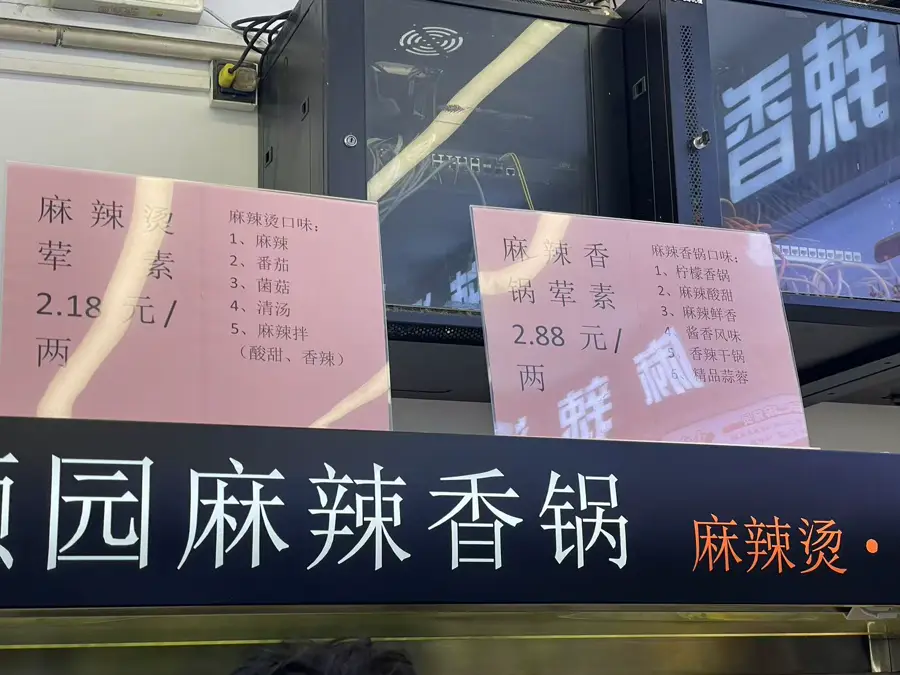 麻辣烫
荤素
2.18元/
两
麻辣烫口味：
1、麻辣
2、番茄
3、菌菇
4、清汤
5、麻辣拌
（酸甜、香辣）
麻辣香
锅荤素
2.88元/
两
麻辣香锅口味：
1、柠檬香锅
2、麻辣酸甜
3、麻辣鲜香
4、酱香风味
5、香辣干锅
6、精品蒜蓉
园麻辣香锅
麻辣烫·